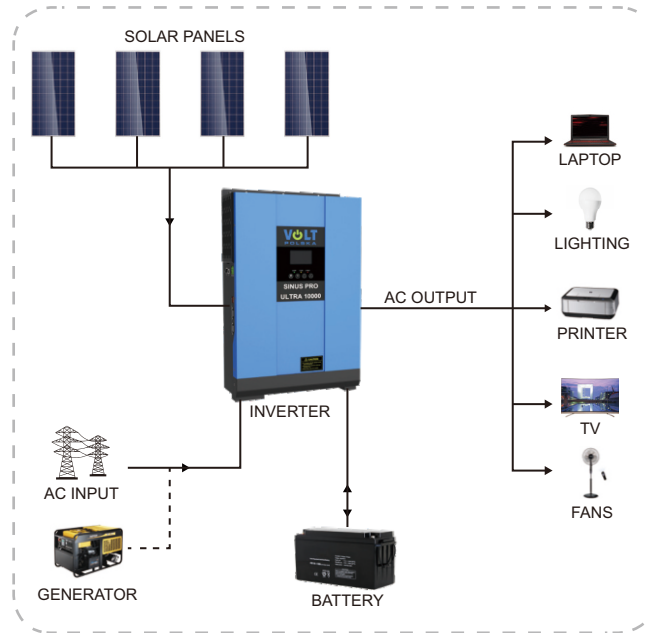 SOLAR PANELS
LAPTOP
VOLT
POLSKA
LIGHTING
SINUS PRO
ULTRA 10000
AC OUTPUT
PRINTER
INVERTER
TV
AC INPUT
FANS
GENERATOR
BATTERY